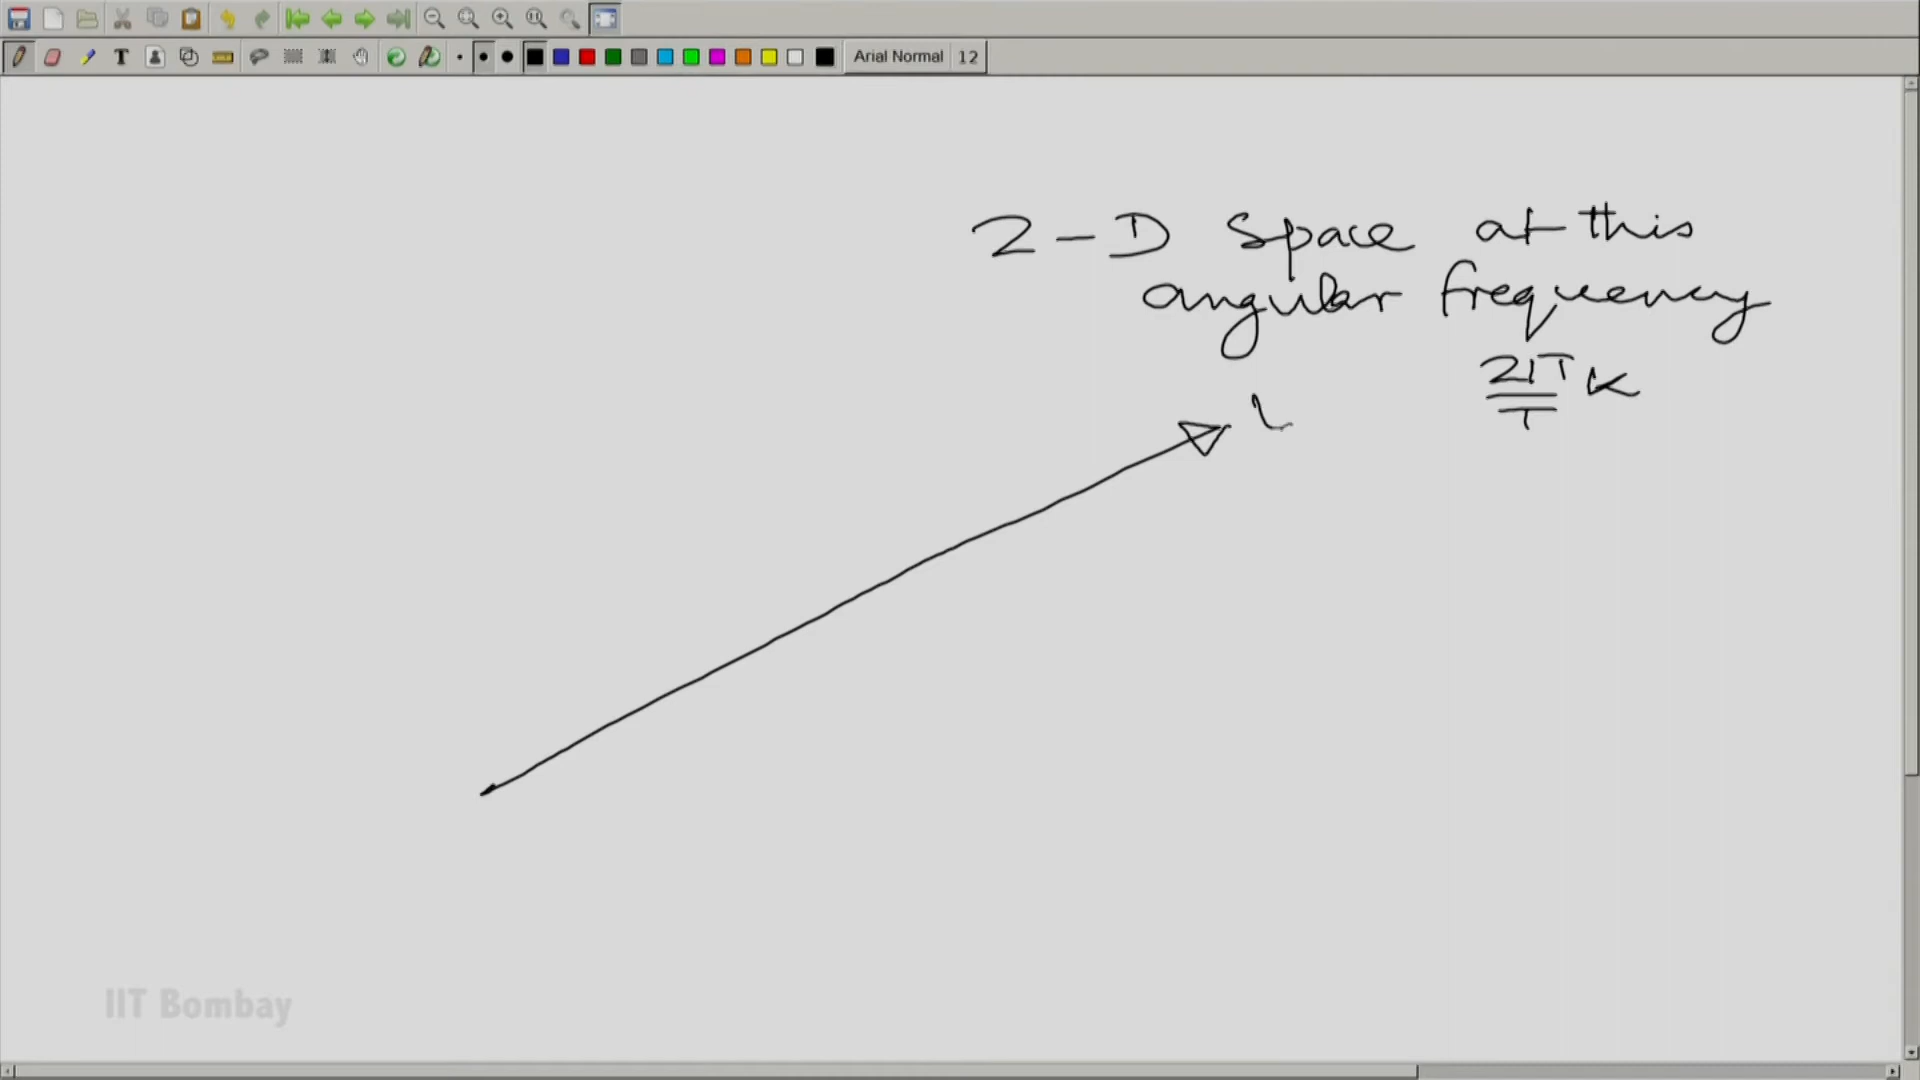 Arial Normal 12
2-D space at this
angular frequency
2π/T k
IIT Bombay